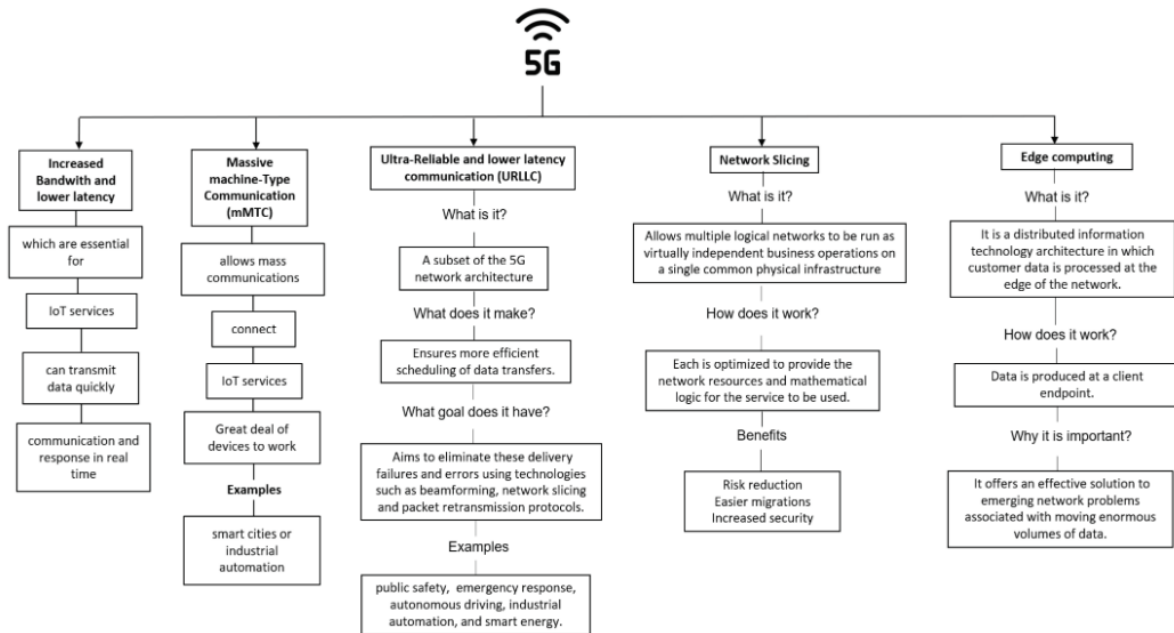 5G
Increased
Bandwith and
lower latency
which are essential
for
IoT services
can transmit
data quickly
communication and
response in real
time
Massive
machine-Type
Communication
(mMTC)
allows mass
communications
connect
IoT services
Great deal of
devices to work
Examples
smart cities or
industrial
automation
Ultra-Reliable and lower latency
communication (URLLC)
What is it?
A subset of the 5G
network architecture
What does it make?
Ensures more efficient
scheduling of data transfers.
What goal does it have?
Aims to eliminate these delivery
failures and errors using technologies
such as beamforming, network slicing
and packet retransmission protocols.
Examples
public safety, emergency response,
autonomous driving, industrial
automation, and smart energy.
Network Slicing
What is it?
Allows multiple logical networks to be run as
virtually independent business operations on
a single common physical infrastructure
How does it work?
Each is optimized to provide the
network resources and mathematical
logic for the service to be used.
Benefits
Risk reduction
Easier migrations
Increased security
Edge computing
What is it?
It is a distributed information
technology architecture in which
customer data is processed at the
edge of the network.
How does it work?
Data is produced at a client
endpoint.
Why it is important?
It offers an effective solution to
emerging network problems
associated with moving enormous
volumes of data.